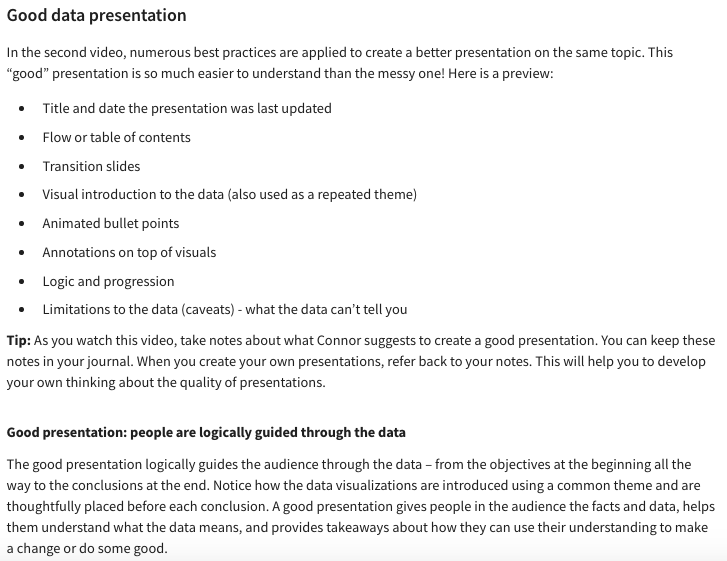 Good data presentation
In the second video, numerous best practices are applied to create a better presentation on the same topic. This
“good” presentation is so much easier to understand than the messy one! Here is a preview:
• Title and date the presentation was last updated
• Flow or table of contents
• Transition slides
• Visual introduction to the data (also used as a repeated theme)
• Animated bullet points
• Annotations on top of visuals
• Logic and progression
• Limitations to the data (caveats) - what the data can’t tell you
Tip: As you watch this video, take notes about what Connor suggests to create a good presentation. You can keep these
notes in your journal. When you create your own presentations, refer back to your notes. This will help you to develop
your own thinking about the quality of presentations.
Good presentation: people are logically guided through the data
The good presentation logically guides the audience through the data – from the objectives at the beginning all the
way to the conclusions at the end. Notice how the data visualizations are introduced using a common theme and are
thoughtfully placed before each conclusion. A good presentation gives people in the audience the facts and data, helps
them understand what the data means, and provides takeaways about how they can use their understanding to make
a change or do some good.